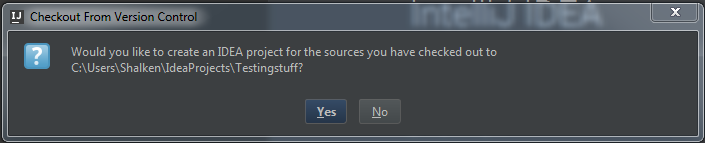 IntelliJ IDEA
IJ Checkout From Version Control
Would you like to create an IDEA project for the sources you have checked out to
C:\Users\Shalken\IdeaProjects\Testingstuff?
Yes No